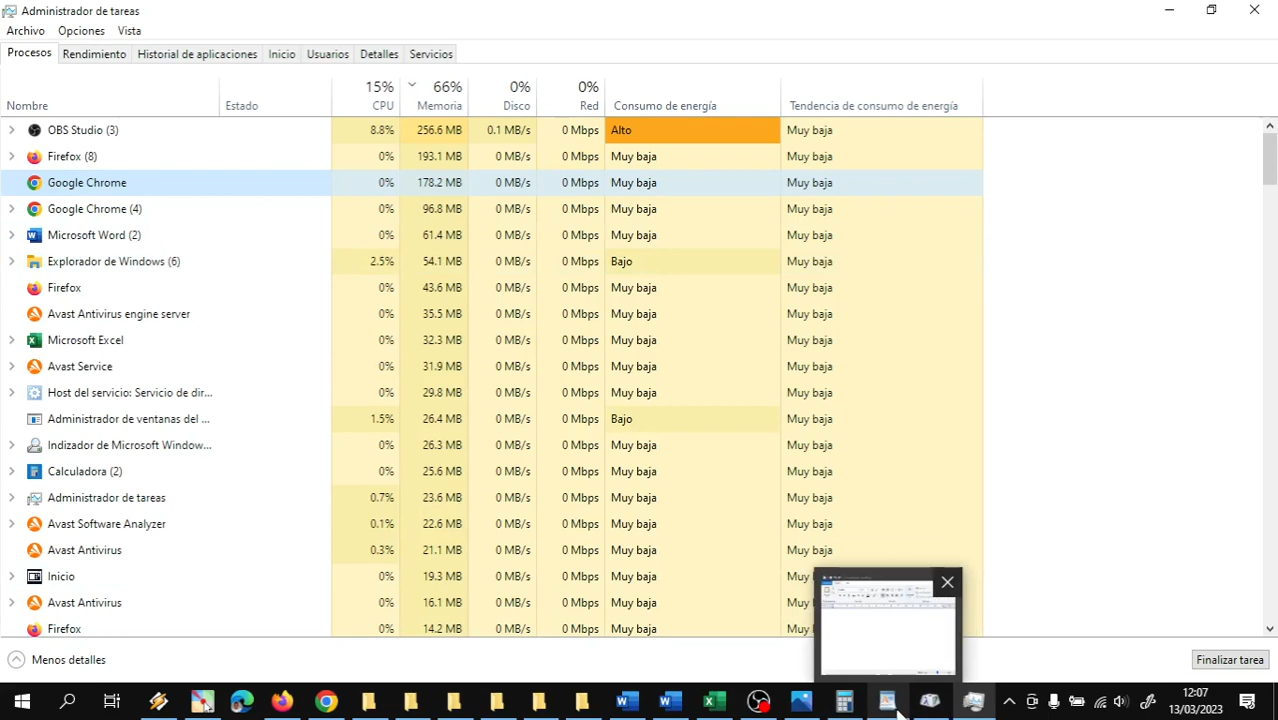 Administrador de tareas
Archivo Opciones Vista
Procesos Rendimiento Historial de aplicaciones Inicio Usuarios Detalles Servicios
15% 66% 0% 0%
Nombre Estado CPU Memoria Disco Red Consumo de energía Tendencia de consumo de energía
OBS Studio (3) 8.8% 256.6 MB 0.1 MB/s 0 Mbps Alto Muy baja
Firefox (8) 0% 193.1 MB 0 MB/s 0 Mbps Muy baja Muy baja
Google Chrome 0% 178.2 MB 0 MB/s 0 Mbps Muy baja Muy baja
Google Chrome (4) 0% 96.8 MB 0 MB/s 0 Mbps Muy baja Muy baja
Microsoft Word (2) 0% 61.4 MB 0 MB/s 0 Mbps Muy baja Muy baja
Explorador de Windows (6) 2.5% 54.1 MB 0 MB/s 0 Mbps Bajo Muy baja
Firefox 0% 43.6 MB 0 MB/s 0 Mbps Muy baja Muy baja
Avast Antivirus engine server 0% 35.5 MB 0 MB/s 0 Mbps Muy baja Muy baja
Microsoft Excel 0% 32.3 MB 0 MB/s 0 Mbps Muy baja Muy baja
Avast Service 0% 31.9 MB 0 MB/s 0 Mbps Muy baja Muy baja
Host del servicio: Servicio de dir... 0% 29.8 MB 0 MB/s 0 Mbps Muy baja Muy baja
Administrador de ventanas del ... 1.5% 26.4 MB 0 MB/s 0 Mbps Bajo Muy baja
Indizador de Microsoft Window... 0% 26.3 MB 0 MB/s 0 Mbps Muy baja Muy baja
Calculadora (2) 0% 25.6 MB 0 MB/s 0 Mbps Muy baja Muy baja
Administrador de tareas 0.7% 23.6 MB 0 MB/s 0 Mbps Muy baja Muy baja
Avast Software Analyzer 0.1% 22.6 MB 0 MB/s 0 Mbps Muy baja Muy baja
Avast Antivirus 0.3% 21.1 MB 0 MB/s 0 Mbps Muy baja Muy baja
Inicio 0% 19.3 MB 0 MB/s 0 Mbps Muy baja
Avast Antivirus 0% 16.1 MB 0 MB/s 0 Mbps Muy baja
Firefox 0% 14.2 MB 0 MB/s 0 Mbps Muy baja
Menos detalles Finalizar tarea
12:07
13/03/2023